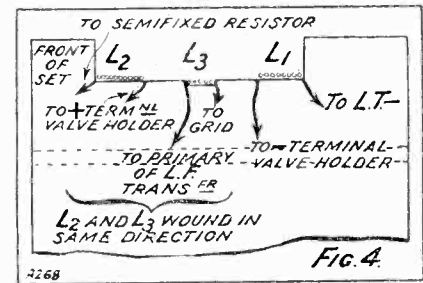 TO SEMIFIXED RESISTOR
FRONT
OF
SET
L2
L3
L1
TO + TERMNL
VALVE HOLDER
TO
GRID
TO L.T-
TO PRIMARY
OF L.F.
TRANSFR
TO - TERMINAL
VALVE-HOLDER
L2 AND L3 WOUND IN
SAME DIRECTION
FIG. 4
A268